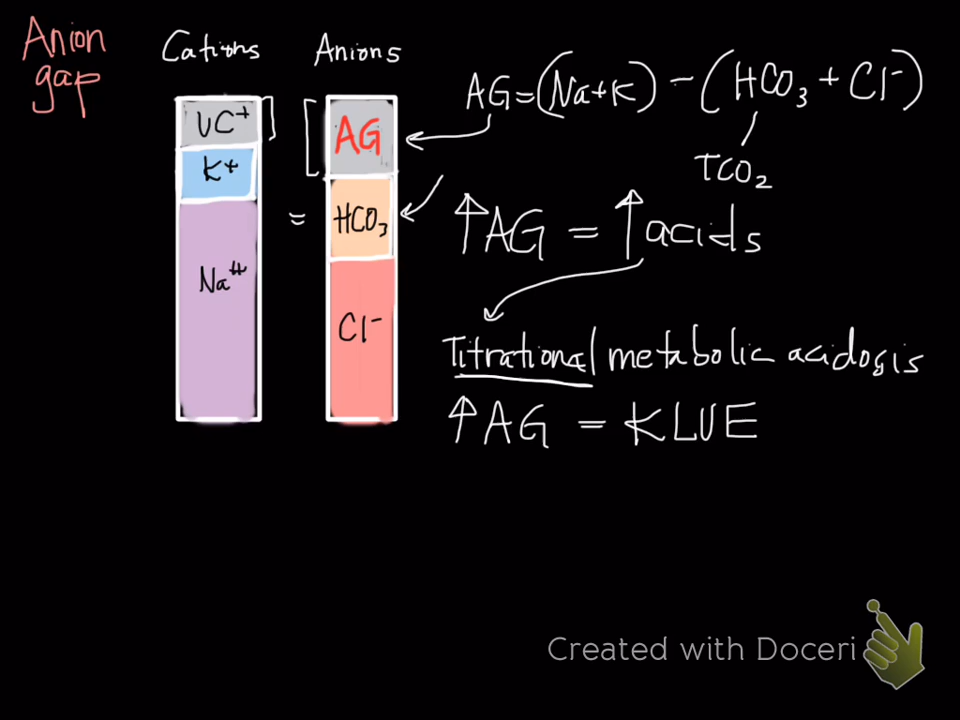 Anion
gap
Cations
Anions
AG=(Na+K) - (HCO3 + Cl-)
TCO2
UC+
K+
Na+
=
AG
HCO3
Cl-
↑AG = ↑acids
Titrational metabolic acidosis
↑AG = KLUE
Created with Doceri